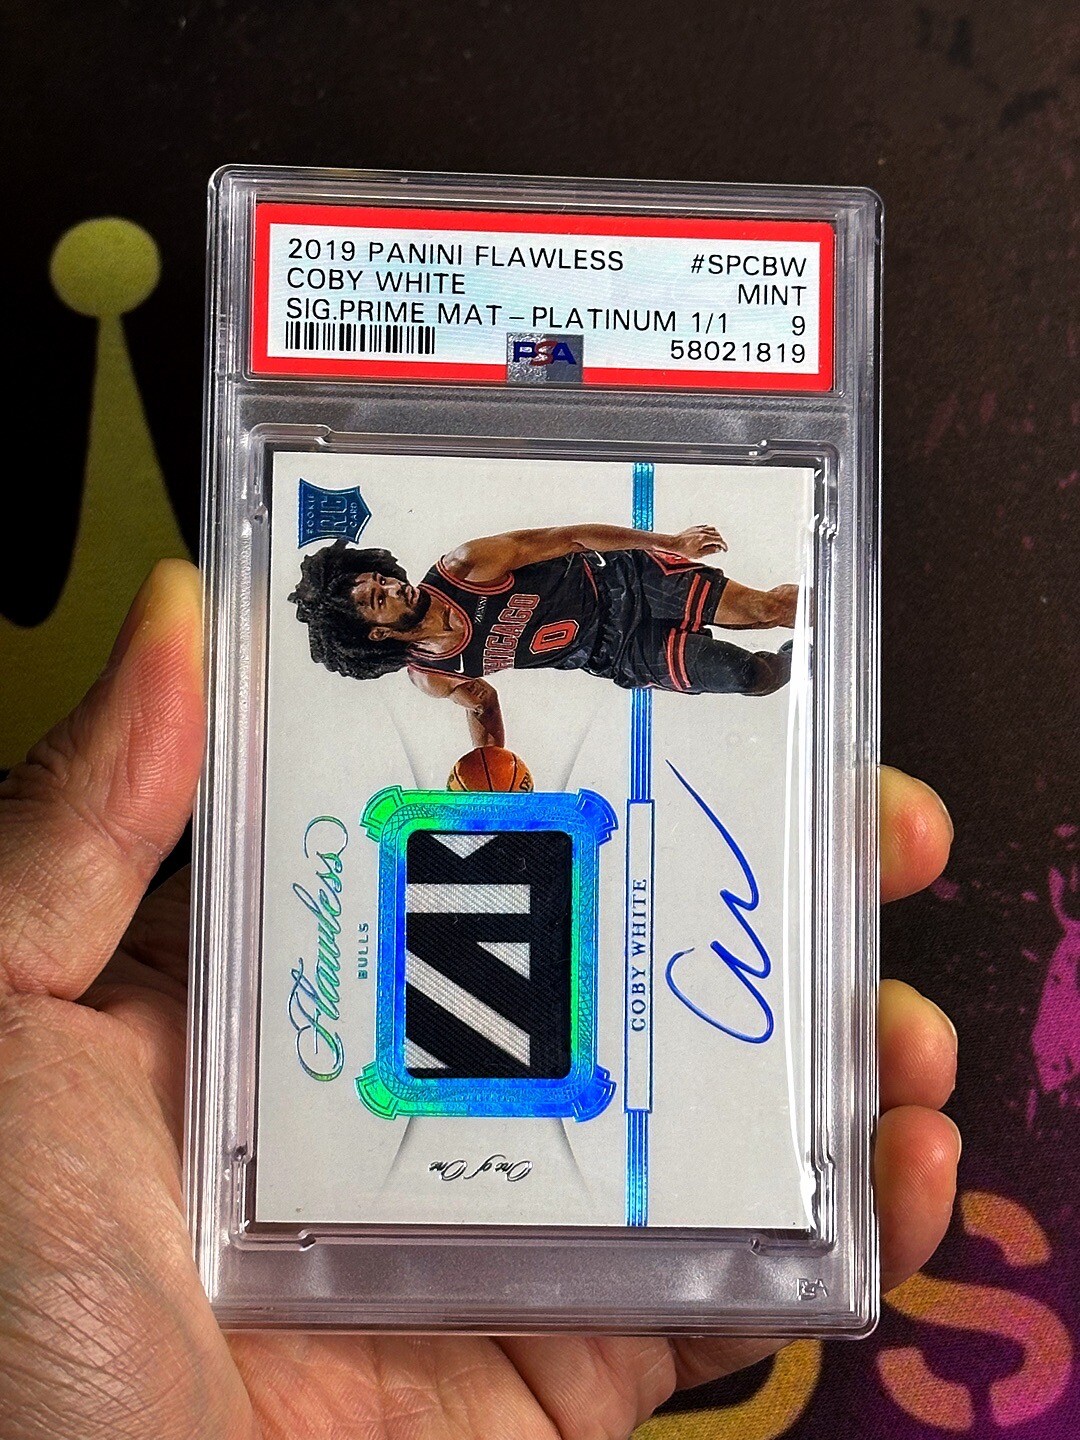 2019 PANINI FLAWLESS #SPCBW
COBY WHITE MINT
SIG.PRIME MAT-PLATINUM 1/1 9
PSA 58021819
ROOKIE
RC
CARD
CHICAGO
0
Flawless
BULLS
COBY WHITE
One of One
PSA